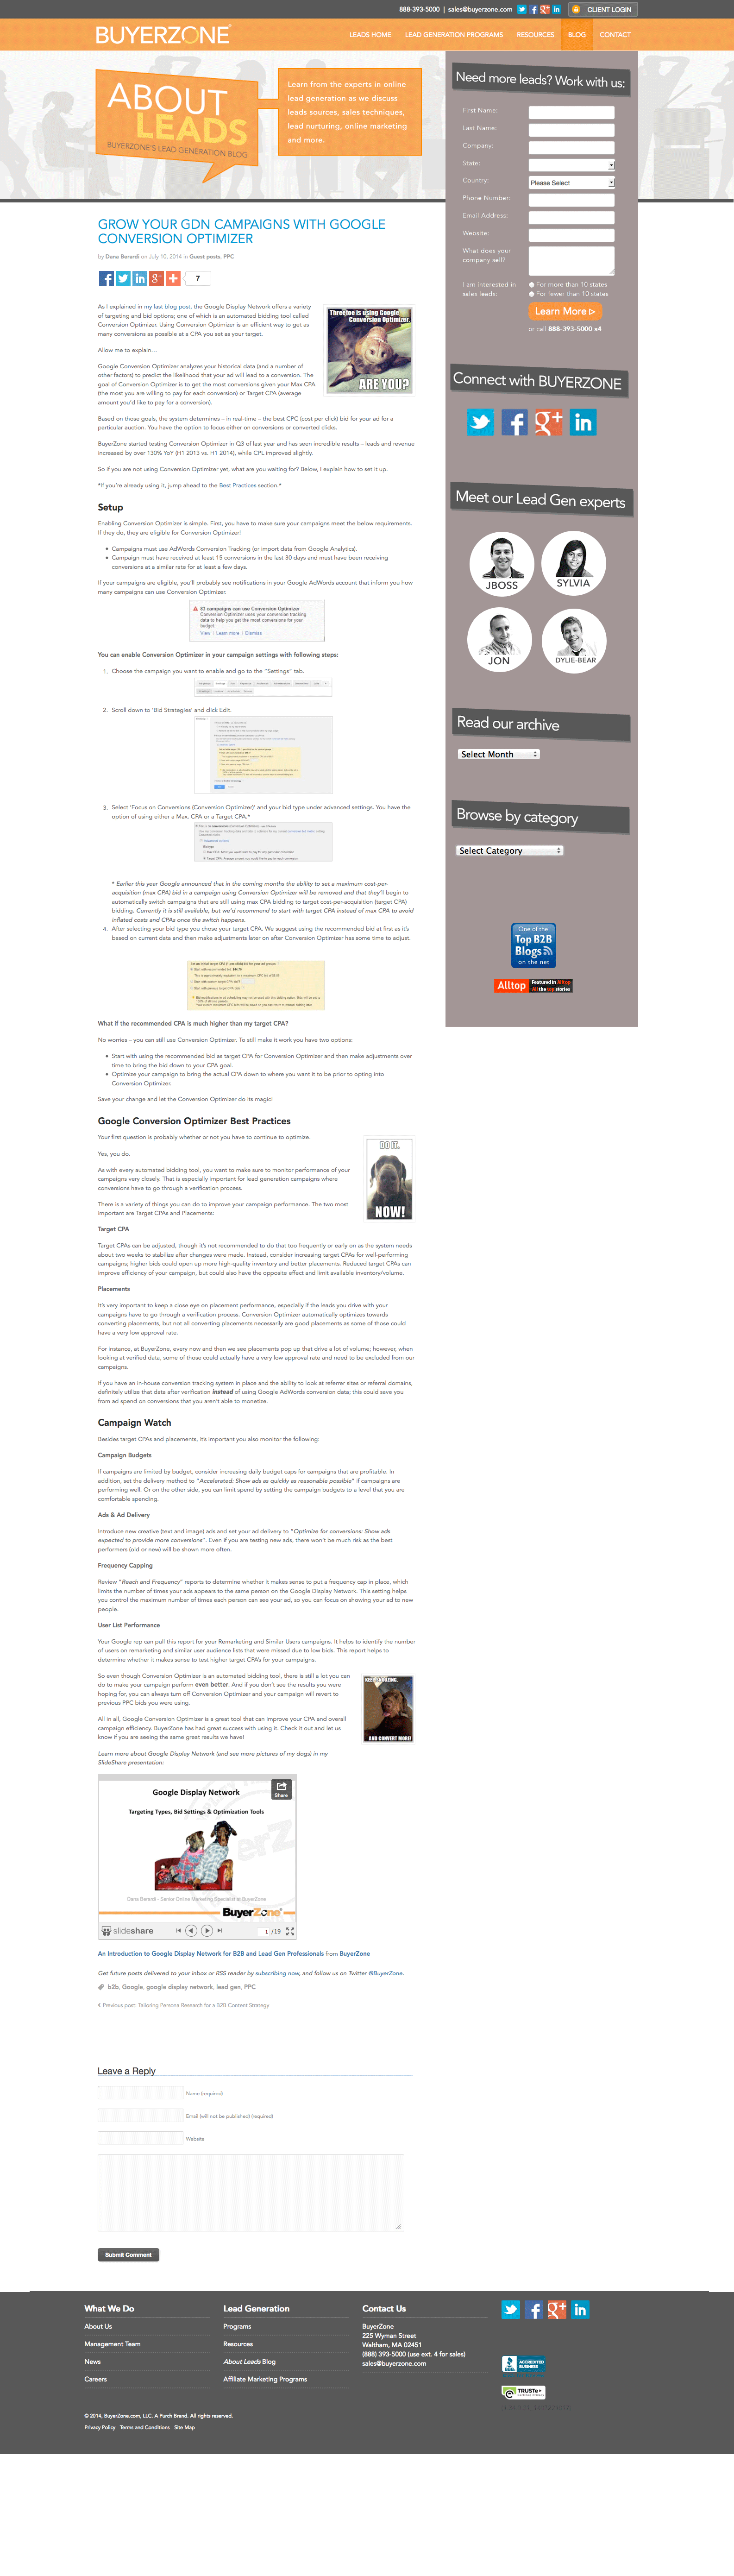 888-393-5000 | sales@buyerzone.com
CLIENT LOGIN
BUYERZONE
LEADS HOME
LEAD GENERATION PROGRAMS
RESOURCES
BLOG
CONTACT
ABOUT
LEADS
BUYERZONE'S LEAD GENERATION BLOG
Learn from the experts in online
lead generation as we discuss
leads sources, sales techniques,
lead nurturing, online marketing
and more.
GROW YOUR GDN CAMPAIGNS WITH GOOGLE
CONVERSION OPTIMIZER
by Dana Berardi on July 10, 2014 in Guest posts, PPC
7
As I explained in my last blog post, the Google Display Network offers a variety
of targeting and bid options; one of which is an automated bidding tool called
Conversion Optimizer. Using Conversion Optimizer is an efficient way to get as
many conversions as possible at a CPA you set as your target.
Threetoe is using Google
Conversion Optimizer.
ARE YOU?
Allow me to explain...
Google Conversion Optimizer analyzes your historical data (and a number of
other factors) to predict the likelihood that your ad will lead to a conversion. The
goal of Conversion Optimizer is to get the most conversions given your Max CPA
(the most you are willing to pay for each conversion) or Target CPA (average
amount you'd like to pay for a conversion).
Based on those goals, the system determines – in real-time – the best CPC (cost per click) bid for your ad for a
particular auction. You have the option to focus either on conversions or converted clicks.
BuyerZone started testing Conversion Optimizer in Q3 of last year and has seen incredible results – leads and revenue
increased by over 130% YoY (H1 2013 vs. H1 2014), while CPL improved slightly.
So if you are not using Conversion Optimizer yet, what are you waiting for? Below, I explain how to set it up.
*If you're already using it, jump ahead to the Best Practices section.*
Setup
Enabling Conversion Optimizer is simple. First, you have to make sure your campaigns meet the below requirements.
If they do, they are eligible for Conversion Optimizer!
• Campaigns must use AdWords Conversion Tracking (or import data from Google Analytics).
• Campaign must have received at least 15 conversions in the last 30 days and must have been receiving
conversions at a similar rate for at least a few days.
If your campaigns are eligible, you'll probably see notifications in your Google AdWords account that inform you how
many campaigns can use Conversion Optimizer.
83 campaigns can use Conversion Optimizer
Conversion Optimizer uses your conversion tracking
data to help you get the most conversions for your
budget.
View | Learn more | Dismiss
You can enable Conversion Optimizer in your campaign settings with following steps:
1. Choose the campaign you want to enable and go to the "Settings" tab.
2. Scroll down to 'Bid Strategies' and click Edit.
3. Select 'Focus on Conversions (Conversion Optimizer)' and your bid type under advanced settings. You have the
option of using either a Max. CPA or a Target CPA.*
* Earlier this year Google announced that in the coming months the ability to set a maximum cost-per-
acquisition (max CPA) bid in a campaign using Conversion Optimizer will be removed and that they'll begin to
automatically switch campaigns that are still using max CPA bidding to target cost-per-acquisition (target CPA)
bidding. Currently it is still available, but we'd recommend to start with target CPA instead of max CPA to avoid
inflated costs and CPAs once the switch happens.
4. After selecting your bid type you chose your target CPA. We suggest using the recommended bid at first as it's
based on current data and then make adjustments later on after Conversion Optimizer has some time to adjust.
What if the recommended CPA is much higher than my target CPA?
No worries – you can still use Conversion Optimizer. To still make it work you have two options:
• Start with using the recommended bid as target CPA for Conversion Optimizer and then make adjustments over
time to bring the bid down to your CPA goal.
• Optimize your campaign to bring the actual CPA down to where you want it to be prior to opting into
Conversion Optimizer.
Save your change and let the Conversion Optimizer do its magic!
Google Conversion Optimizer Best Practices
Your first question is probably whether or not you have to continue to optimize.
DO IT.
NOW!
Yes, you do.
As with every automated bidding tool, you want to make sure to monitor performance of your
campaigns very closely. That is especially important for lead generation campaigns where
conversions have to go through a verification process.
There is a variety of things you can do to improve your campaign performance. The two most
important are Target CPAs and Placements:
Target CPA
Target CPAs can be adjusted, though it's not recommended to do that too frequently or early on as the system needs
about two weeks to stabilize after changes were made. Instead, consider increasing target CPAs for well-performing
campaigns; higher bids could open up more high-quality inventory and better placements. Reduced target CPAs can
improve efficiency of your campaign, but could also have the opposite effect and limit available inventory/volume.
Placements
It's very important to keep a close eye on placement performance, especially if the leads you drive with your
campaigns have to go through a verification process. Conversion Optimizer automatically optimizes towards
converting placements, but not all converting placements necessarily are good placements as some of those could
have a very low approval rate.
For instance, at BuyerZone, every now and then we see placements pop up that drive a lot of volume; however, when
looking at verified data, some of those could actually have a very low approval rate and need to be excluded from our
campaigns.
If you have an in-house conversion tracking system in place and the ability to look at referrer sites or referral domains,
definitely utilize that data after verification instead of using Google AdWords conversion data; this could save you
from ad spend on conversions that you aren't able to monetize.
Campaign Watch
Besides target CPAs and placements, it's important you also monitor the following:
Campaign Budgets
If campaigns are limited by budget, consider increasing daily budget caps for campaigns that are profitable. In
addition, set the delivery method to "Accelerated: Show ads as quickly as reasonable possible" if campaigns are
performing well. Or on the other side, you can limit spend by setting the campaign budgets to a level that you are
comfortable spending.
Ads & Ad Delivery
Introduce new creative (text and image) ads and set your ad delivery to "Optimize for conversions: Show ads
expected to provide more conversions". Even if you are testing new ads, there won't be much risk as the best
performers (old or new) will be shown more often.
Frequency Capping
Review "Reach and Frequency" reports to determine whether it makes sense to put a frequency cap in place, which
limits the number of times your ads appears to the same person on the Google Display Network. This setting helps
you control the maximum number of times each person can see your ad, so you can focus on showing your ad to new
people.
User List Performance
Your Google rep can pull this report for your Remarketing and Similar Users campaigns. It helps to identify the number
of users on remarketing and similar user audience lists that were missed due to low bids. This report helps to
determine whether it makes sense to test higher target CPA's for your campaigns.
So even though Conversion Optimizer is an automated bidding tool, there is still a lot you can
do to make your campaign perform even better. And if you don't see the results you were
hoping for, you can always turn off Conversion Optimizer and your campaign will revert to
previous PPC bids you were using.
AND CONVERT MORE!
All in all, Google Conversion Optimizer is a great tool that can improve your CPA and overall
campaign efficiency. BuyerZone has had great success with using it. Check it out and let us
know if you are seeing the same great results we have!
Learn more about Google Display Network (and see more pictures of my dogs) in my
SlideShare presentation:
Google Display Network
Share
Targeting Types, Bid Settings & Optimization Tools
Dana Berardi - Senior Online Marketing Specialist at BuyerZone
BuyerZone
slideshare
1 /19
An Introduction to Google Display Network for B2B and Lead Gen Professionals from BuyerZone
Get future posts delivered to your inbox or RSS reader by subscribing now, and follow us on Twitter @BuyerZone.
b2b, Google, google display network, lead gen, PPC
Previous post: Tailoring Persona Research for a B2B Content Strategy
Leave a Reply
Name (required)
Email (will not be published) (required)
Website
Submit Comment
Need more leads? Work with us:
First Name:
Last Name:
Company:
State:
Country:
Please Select
Phone Number:
Email Address:
Website:
What does your
company sell?
I am interested in
sales leads:
For more than 10 states
For fewer than 10 states
Learn More
or call 888-393-5000 x4
Connect with BUYERZONE
Meet our Lead Gen experts
JBOSS
SYLVIA
JON
DYLIE-BEAR
Read our archive
Select Month
Browse by category
Select Category
One of the
Top B2B
Blogs
on the net
Alltop
Featured in Alltop
All the top stories
What We Do
About Us
Management Team
News
Careers
Lead Generation
Programs
Resources
About Leads Blog
Affiliate Marketing Programs
Contact Us
BuyerZone
225 Wyman Street
Waltham, MA 02451
(888) 393-5000 (use ext. 4 for sales)
sales@buyerzone.com
ACCREDITED
BUSINESS
TRUSTe
© 2014, BuyerZone.com, LLC. A Purch Brand. All rights reserved.
Privacy Policy
Terms and Conditions
Site Map